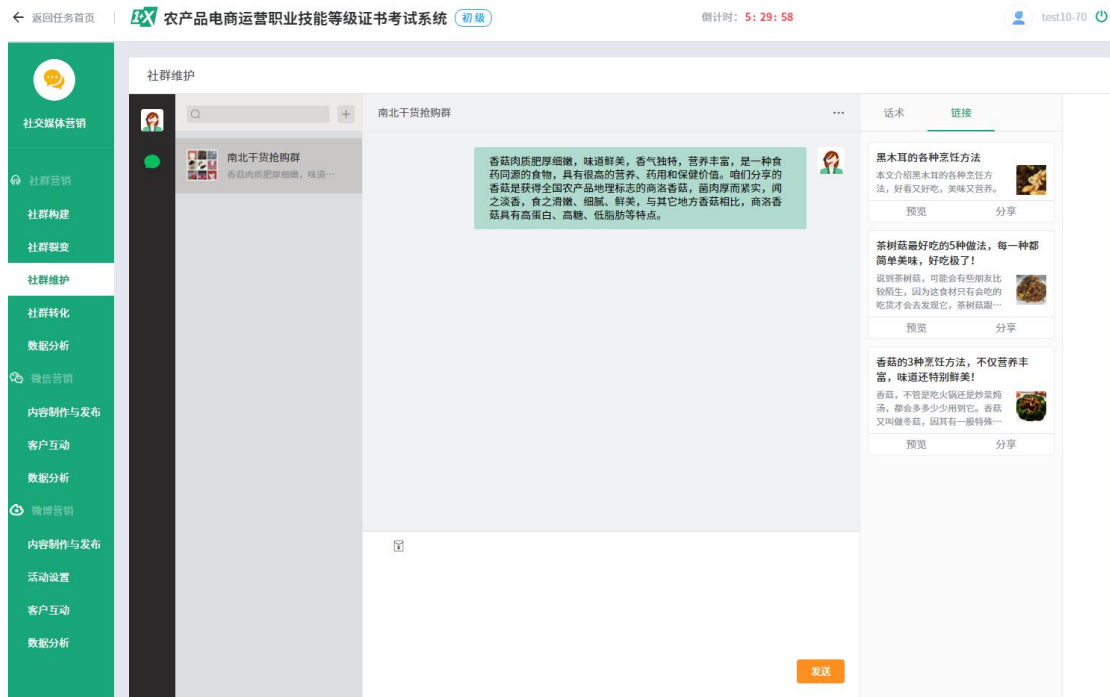 返回任务首页
1+X 农产品电商运营职业技能等级证书考试系统 初级
倒计时：5:29:58
test10-70
社交媒体营销
社群营销
社群构建
社群裂变
社群维护
社群转化
数据分析
微信营销
内容制作与发布
客户互动
数据分析
微博营销
内容制作与发布
活动设置
客户互动
数据分析
社群维护
南北干货抢购群
香菇肉质肥厚细嫩，味道…
南北干货抢购群
香菇肉质肥厚细嫩，味道鲜美，香气独特，营养丰富，是一种食
药同源的食物，具有很高的营养、药用和保健价值。咱们分享的
香菇是获得全国农产品地理标志的商洛香菇，菌肉厚而紧实，闻
之淡香，食之滑嫩、细腻、鲜美，与其它地方香菇相比，商洛香
菇具有高蛋白、高糖、低脂肪等特点。
发送
话术 链接
黑木耳的各种烹饪方法
本文介绍黑木耳的各种烹饪方
法，好看又好吃，美味又营养。
预览 分享
茶树菇最好吃的5种做法，每一种都
简单美味，好吃极了！
说到茶树菇，可能会有些朋友比
较陌生，因为这食材只有会吃的
吃货才会去发现它，茶树菇跟…
预览 分享
香菇的3种烹饪方法，不仅营养丰
富，味道还特别鲜美！
香菇，不管是吃火锅还是炒菜炖
汤，都会多多少少用到它。香菇
又叫做冬菇，因其有一股特殊…
预览 分享